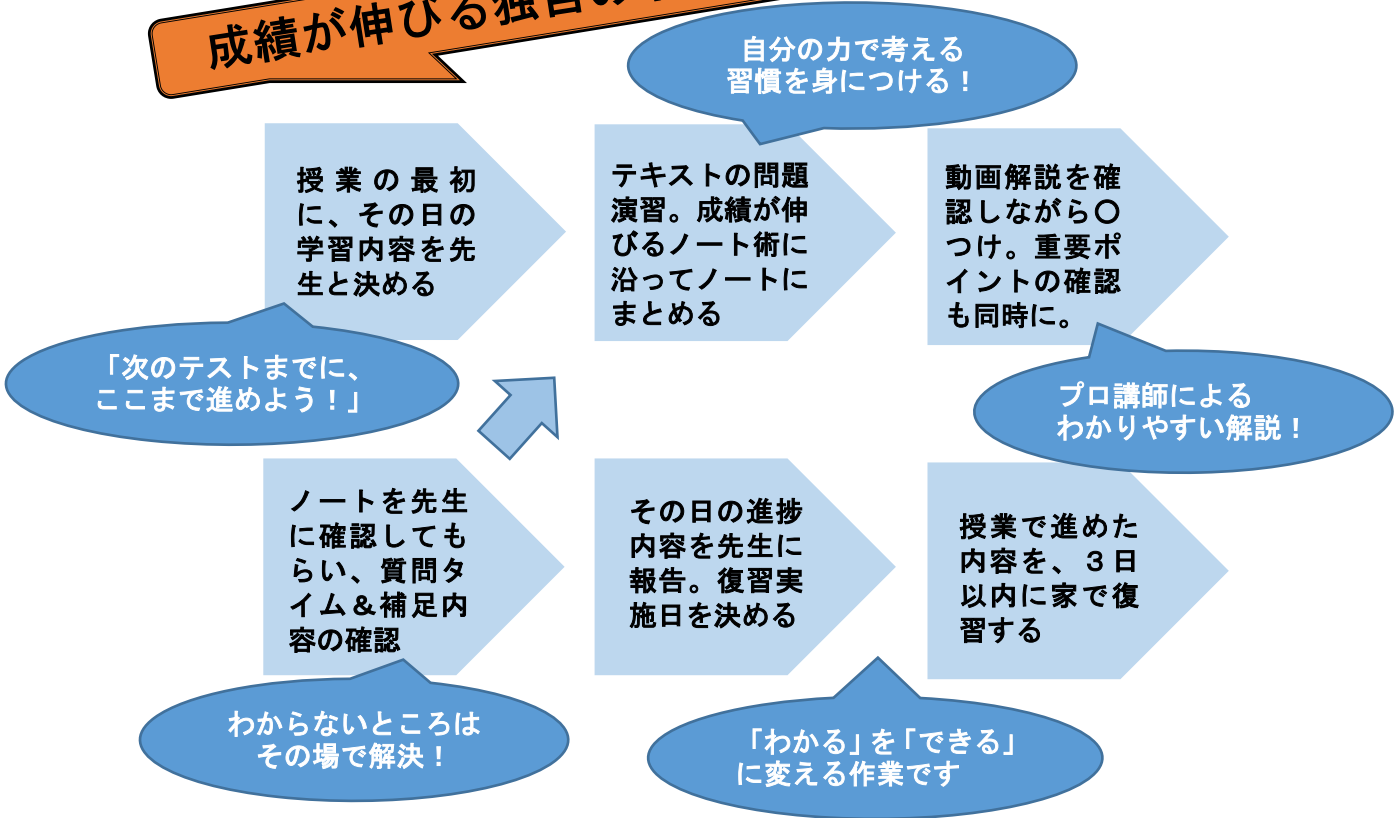 成績が伸びる独自の
自分の力で考える
習慣を身につける！
授業の最初
に、その日の
学習内容を先
生と決める
テキストの問題
演習。成績が伸
びるノート術に
沿ってノートに
まとめる
動画解説を確
認しながら〇
つけ。重要ポ
イントの確認
も同時に。
「次のテストまでに、
ここまで進めよう！」
プロ講師による
わかりやすい解説！
ノートを先生
に確認しても
らい、質問タ
イム＆補足内
容の確認
その日の進捗
内容を先生に
報告。復習実
施日を決める
授業で進めた
内容を、３日
以内に家で復
習する
わからないところは
その場で解決！
「わかる」を「できる」
に変える作業です